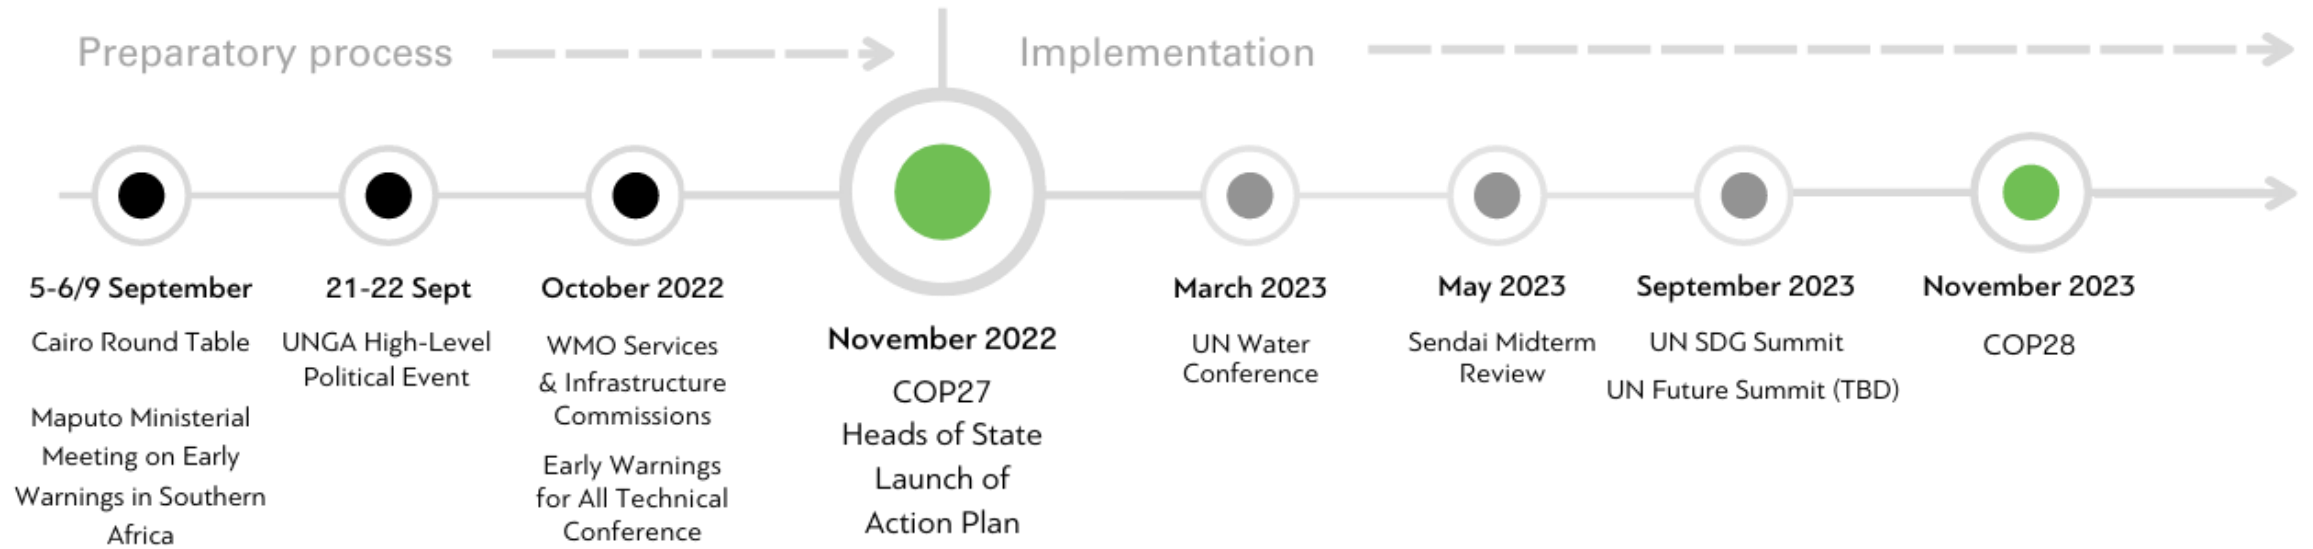 Preparatory process
Implementation
5-6/9 September
Cairo Round Table
Maputo Ministerial
Meeting on Early
Warnings in Southern
Africa
21-22 Sept
UNGA High-Level
Political Event
October 2022
WMO Services
& Infrastructure
Commissions
Early Warnings
for All Technical
Conference
November 2022
COP27
Heads of State
Launch of
Action Plan
March 2023
UN Water
Conference
May 2023
Sendai Midterm
Review
September 2023
UN SDG Summit
UN Future Summit (TBD)
November 2023
COP28